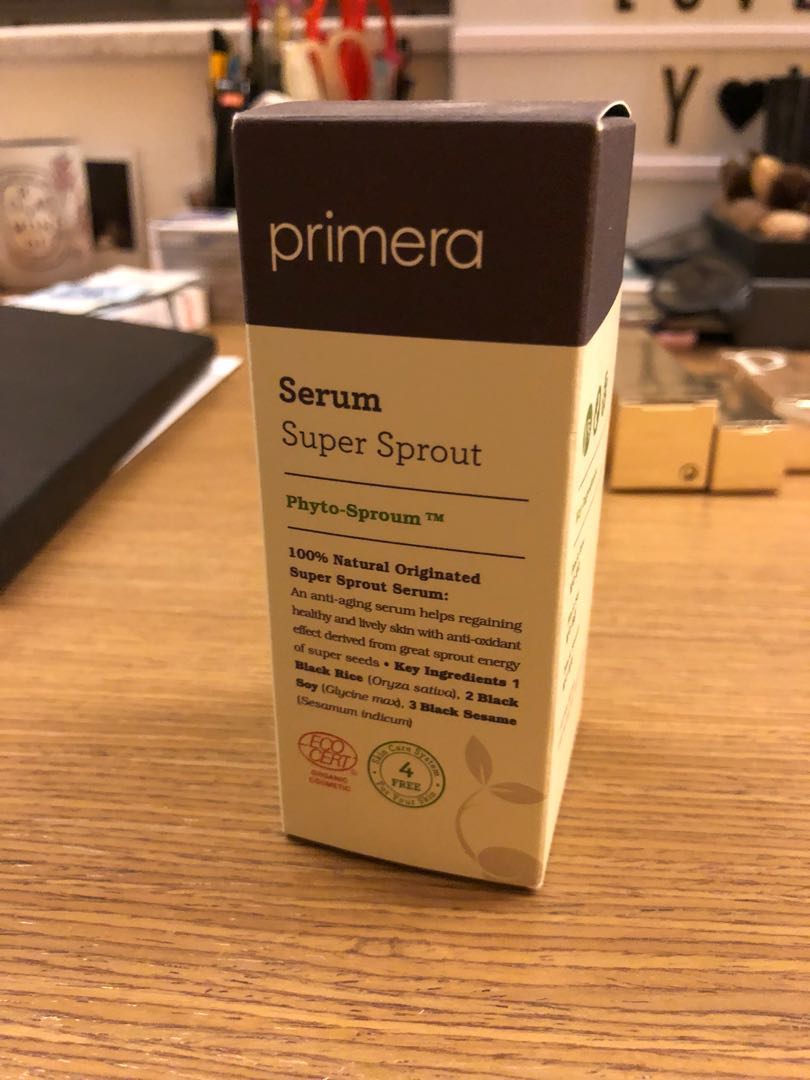 primera
Serum
Super Sprout
Phyto-Sproum™
100% Natural Originated
Super Sprout Serum:
An anti-aging serum helps regaining
healthy and lively skin with anti-oxidant
effect derived from great sprout energy
of super seeds • Key Ingredients 1
Black Rice (Oryza sativa), 2 Black
Soy (Glycine max), 3 Black Sesame
(Sesamum indicum)
ECO
CERT
ORGANIC
COSMETIC
Skin Care System
4
FREE
For Your Skin
Y